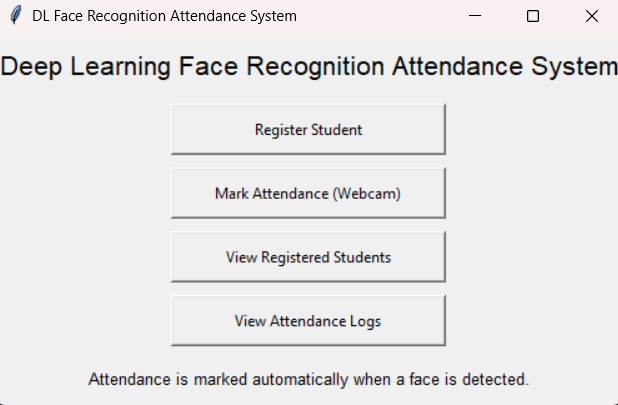 DL Face Recognition Attendance System
Deep Learning Face Recognition Attendance System
Register Student
Mark Attendance (Webcam)
View Registered Students
View Attendance Logs
Attendance is marked automatically when a face is detected.